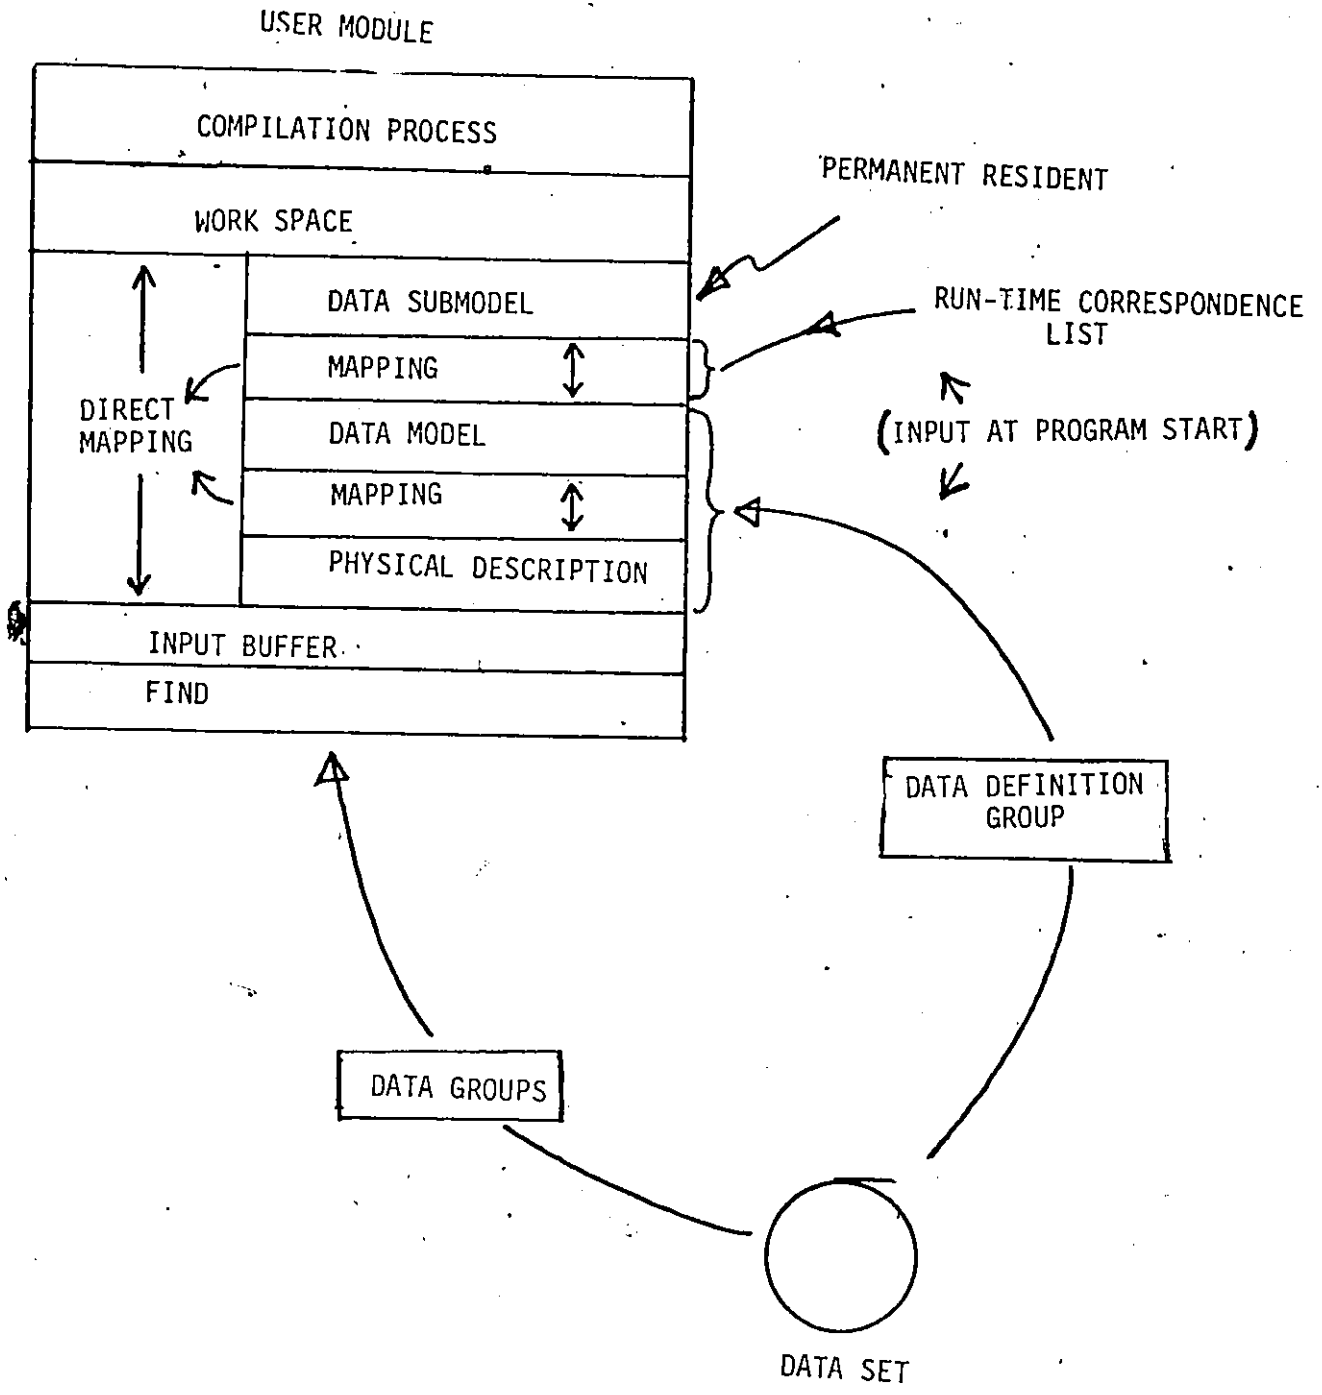 USER MODULE
COMPILATION PROCESS
PERMANENT RESIDENT
WORK SPACE
DATA SUBMODEL
RUN-TIME CORRESPONDENCE
LIST
MAPPING
DIRECT
MAPPING
DATA MODEL
(INPUT AT PROGRAM START)
MAPPING
PHYSICAL DESCRIPTION
INPUT BUFFER
FIND
DATA DEFINITION
GROUP
DATA GROUPS
DATA SET